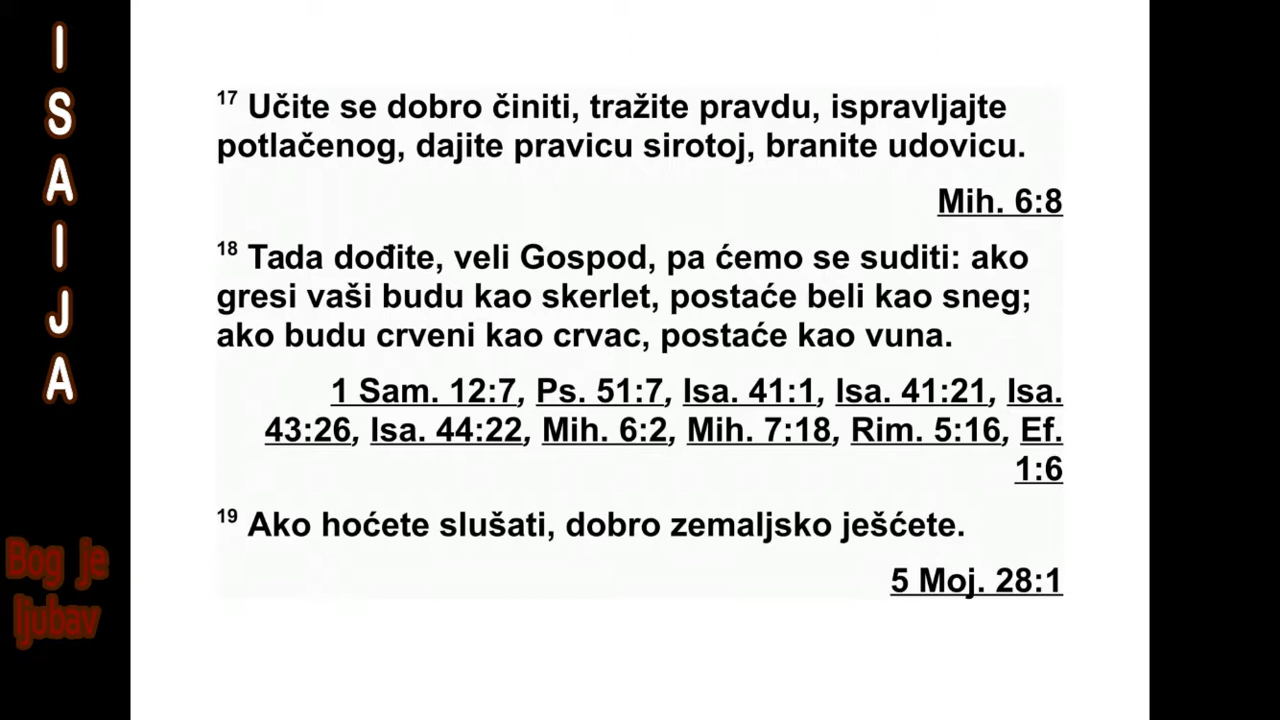 ISAIJA
Bog je
ljubav
17 Učite se dobro činiti, tražite pravdu, ispravljajte
potlačenog, dajite pravicu sirotoj, branite udovicu.
Mih. 6:8
18 Tada dođite, veli Gospod, pa ćemo se suditi: ako
gresi vaši budu kao skerlet, postaće beli kao sneg;
ako budu crveni kao crvac, postaće kao vuna.
1 Sam. 12:7, Ps. 51:7, Isa. 41:1, Isa. 41:21, Isa.
43:26, Isa. 44:22, Mih. 6:2, Mih. 7:18, Rim. 5:16, Ef.
1:6
19 Ako hoćete slušati, dobro zemaljsko ješćete.
5 Moj. 28:1